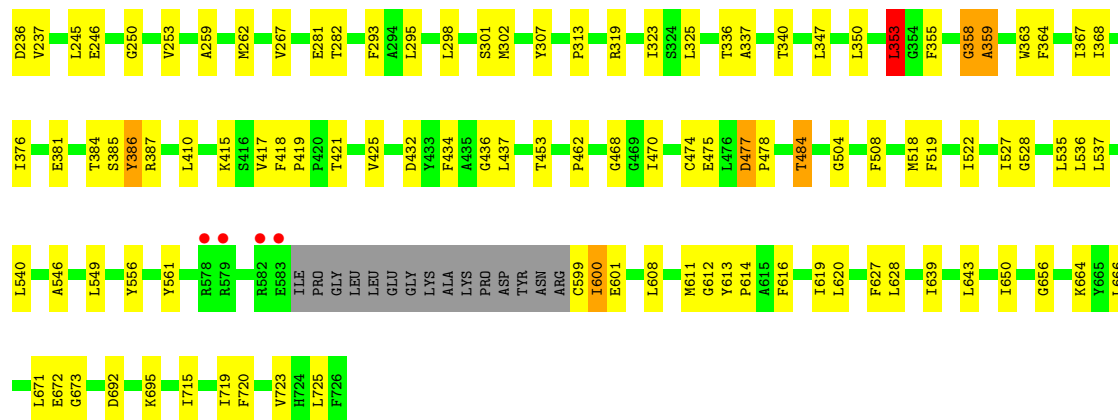 D236 V237 L245 E246 G250 V253 A259 M262 V267 E281 T282 F293 A294 L295 L298 S301 M302 Y307 P313 R319 I323 S324 L325 T336 A337 T340 L347 L350 L353 G354 F355 G358 A359 W363 F364 I367 I368
I376 E381 T384 S385 Y386 R387 L410 K415 S416 V417 F418 P419 P420 T421 V425 D432 Y433 F434 A435 G436 L437 T453 P462 G468 G469 I470 C474 E475 L476 D477 P478 T484 G504 F508 M518 F519 I522 I527 G528 L535 L536 L537
L540 A546 L549 Y556 Y561 R578 R579 R582 E583 ILE PRO GLY LEU LEU GLU GLY LYS ALA LYS PRO ASP TYR ASN ARG C599 I600 E601 L608 M611 G612 Y613 P614 A615 F616 I619 L620 F627 L628 I639 L643 I650 G656 K664 Y665 L666
L671 E672 G673 D692 K695 I715 I719 F720 V723 H724 L725 F726